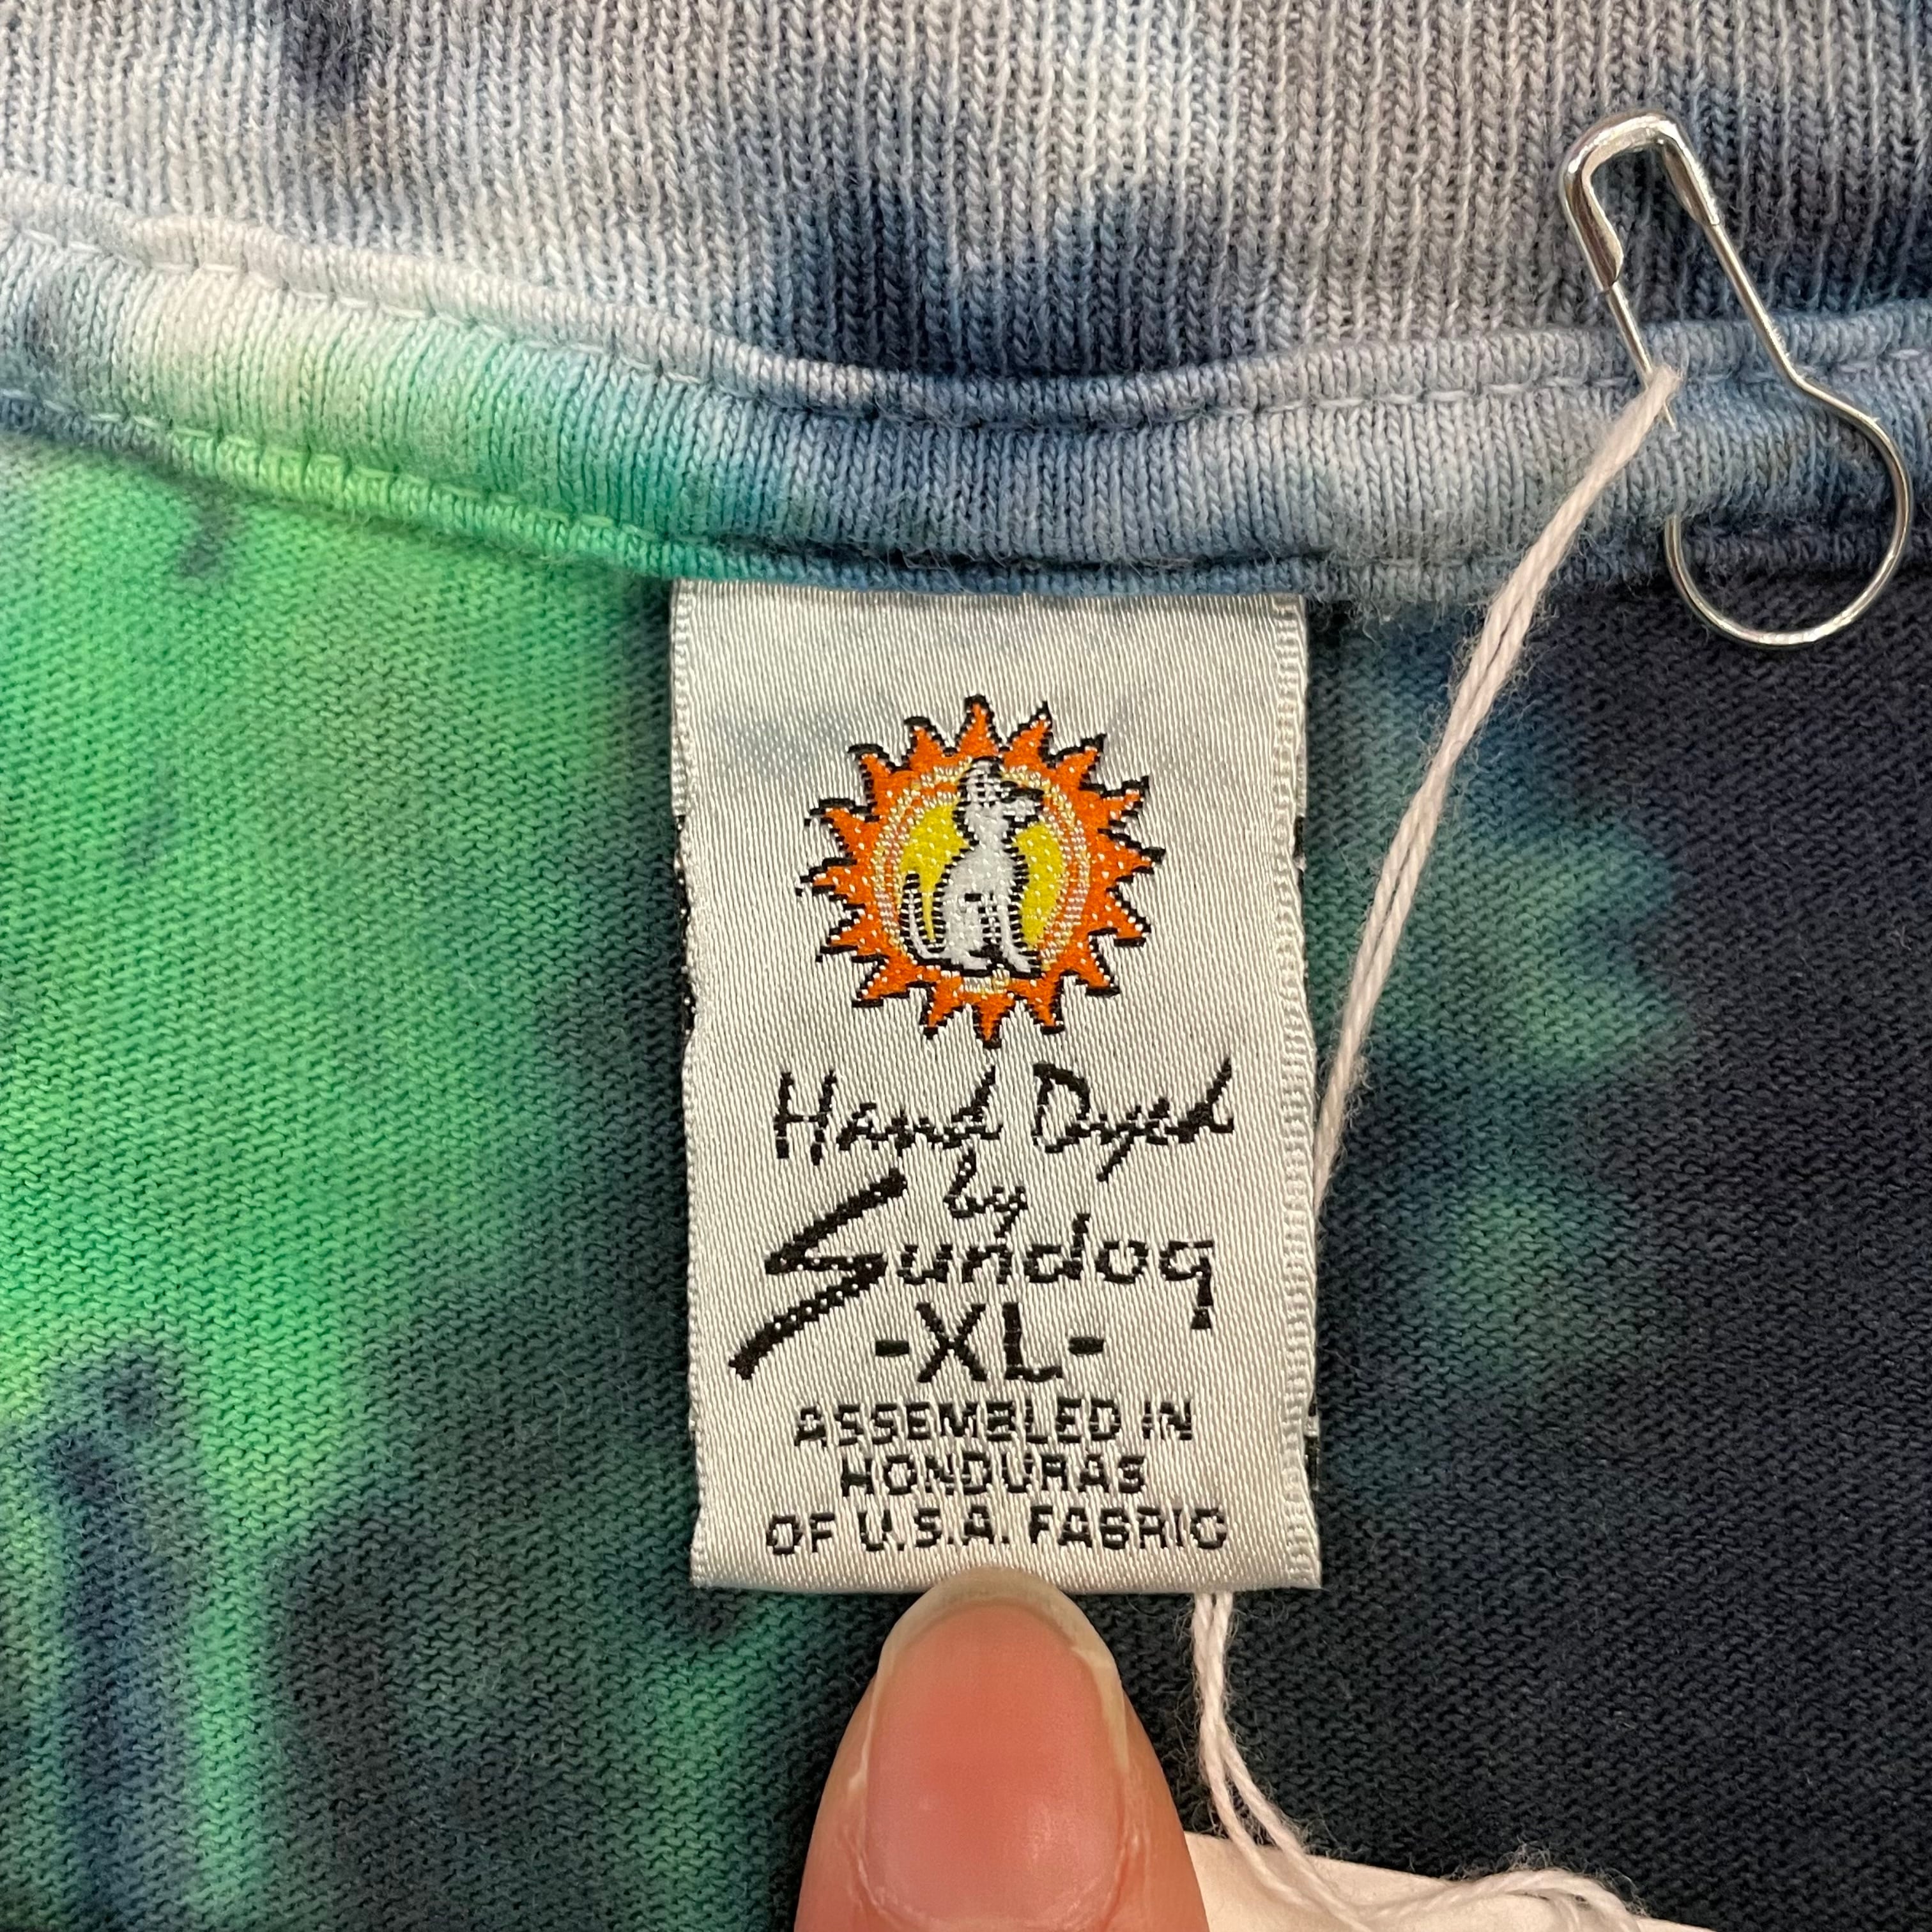 Hand Dyed
by
Sundog
-XL-
ASSEMBLED IN
HONDURAS
OF U.S.A. FABRIC